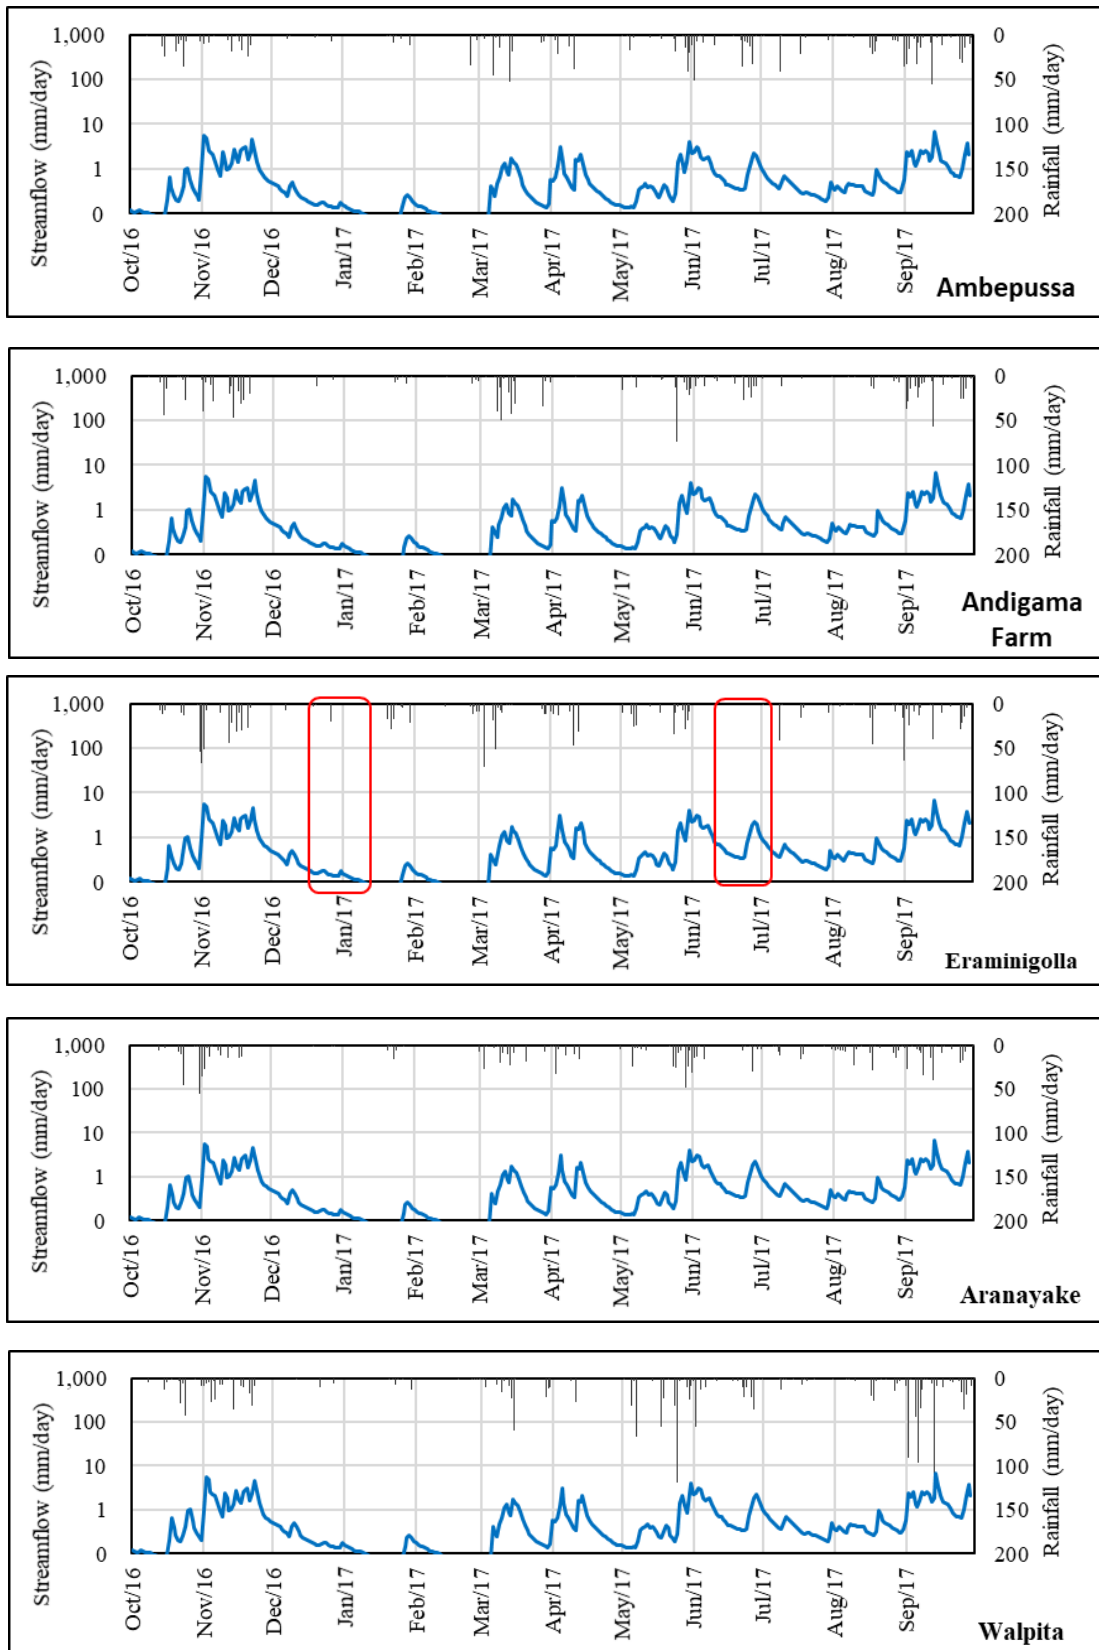 1,000
100
10
1
0
Streamflow (mm/day)
0
50
100
150
200
Rainfall (mm/day)
Oct/16
Nov/16
Dec/16
Jan/17
Feb/17
Mar/17
Apr/17
May/17
Jun/17
Jul/17
Aug/17
Sep/17
Ambepussa
1,000
100
10
1
0
Streamflow (mm/day)
0
50
100
150
200
Rainfall (mm/day)
Oct/16
Nov/16
Dec/16
Jan/17
Feb/17
Mar/17
Apr/17
May/17
Jun/17
Jul/17
Aug/17
Sep/17
Andigama
Farm
1,000
100
10
1
0
Streamflow (mm/day)
0
50
100
150
200
Rainfall (mm/day)
Oct/16
Nov/16
Dec/16
Jan/17
Feb/17
Mar/17
Apr/17
May/17
Jun/17
Jul/17
Aug/17
Sep/17
Eraminigolla
1,000
100
10
1
0
Streamflow (mm/day)
0
50
100
150
200
Rainfall (mm/day)
Oct/16
Nov/16
Dec/16
Jan/17
Feb/17
Mar/17
Apr/17
May/17
Jun/17
Jul/17
Aug/17
Sep/17
Aranayake
1,000
100
10
1
0
Streamflow (mm/day)
0
50
100
150
200
Rainfall (mm/day)
Oct/16
Nov/16
Dec/16
Jan/17
Feb/17
Mar/17
Apr/17
May/17
Jun/17
Jul/17
Aug/17
Sep/17
Walpita